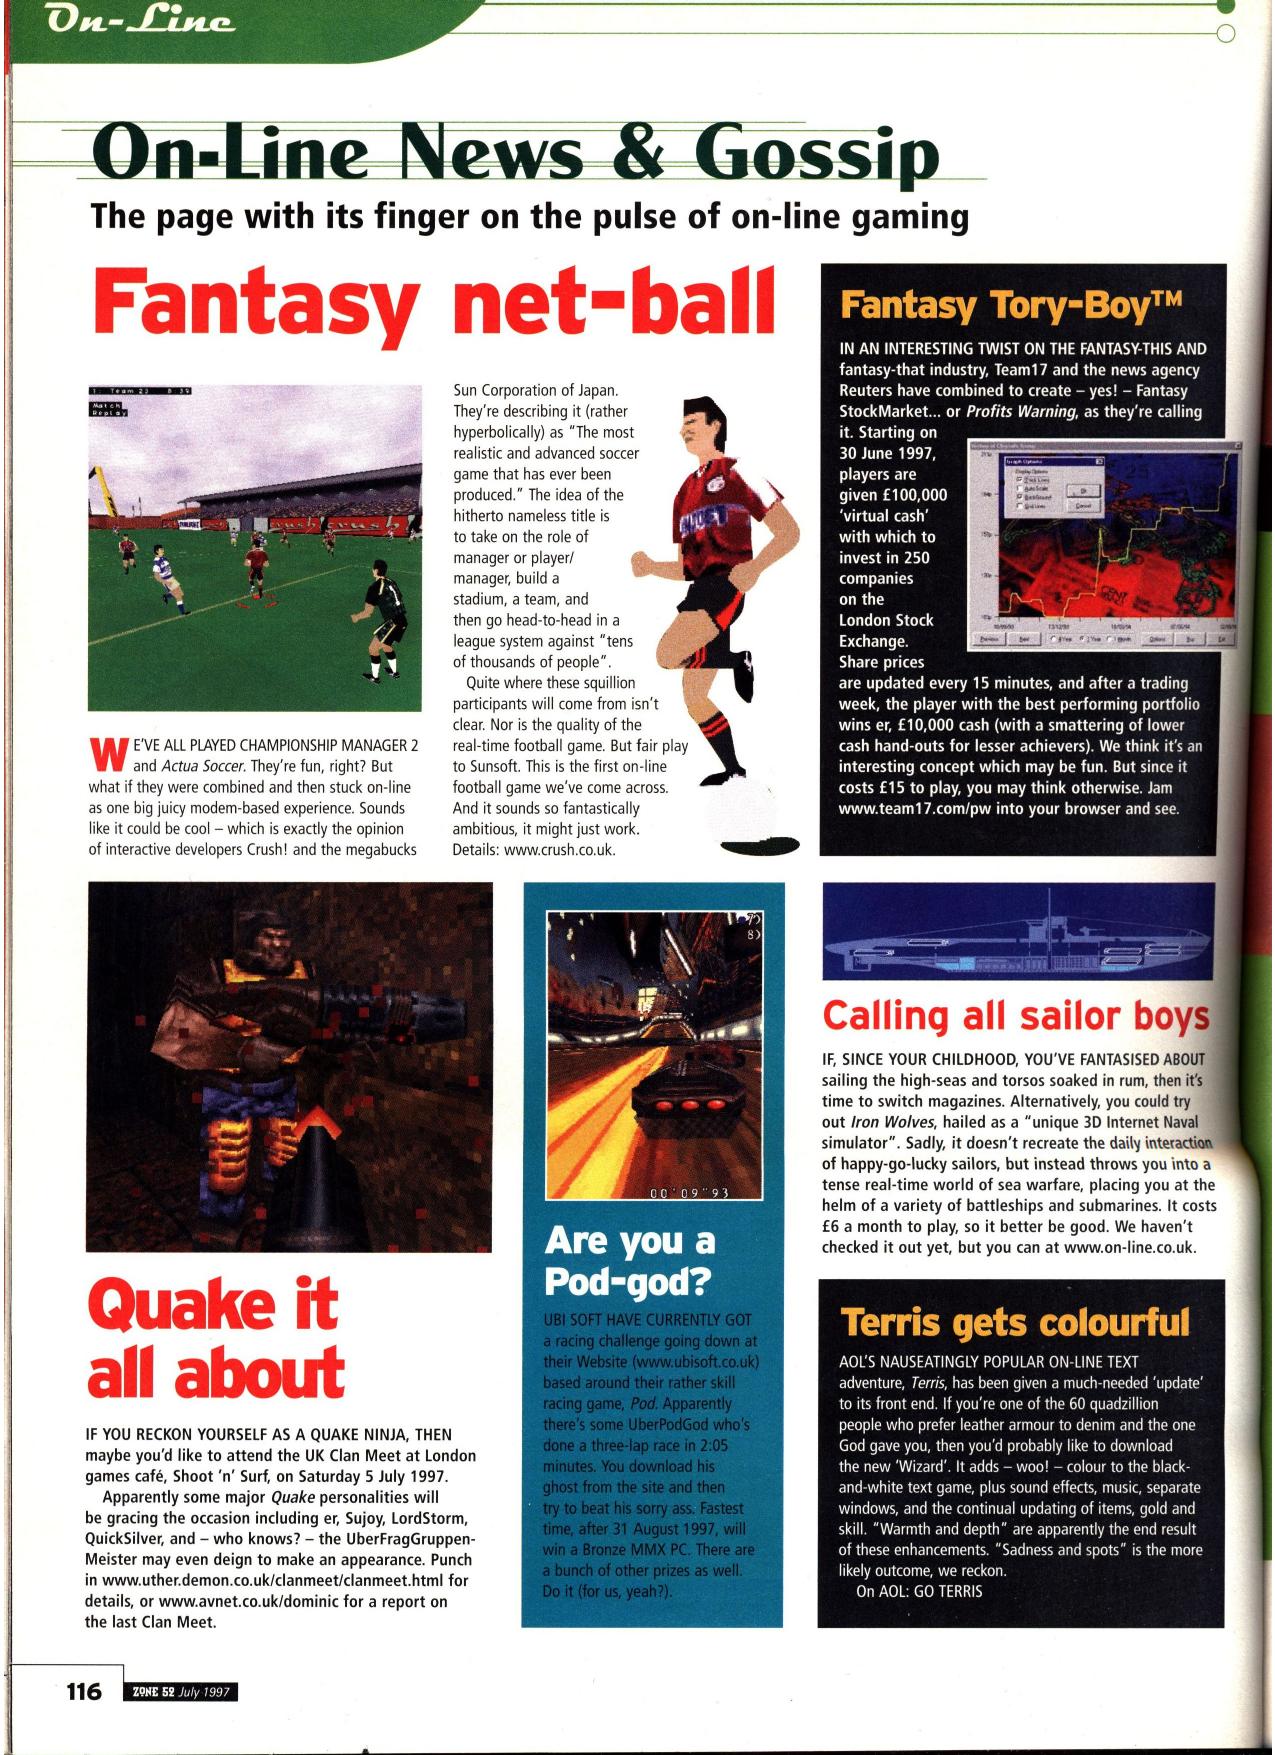 On-Line
On-Line News & Gossip
The page with its finger on the pulse of on-line gaming
Fantasy net-ball
1: Team 23 B 39
Match
Replay
WE'VE ALL PLAYED CHAMPIONSHIP MANAGER 2
and Actua Soccer. They're fun, right? But
what if they were combined and then stuck on-line
as one big juicy modem-based experience. Sounds
like it could be cool – which is exactly the opinion
of interactive developers Crush! and the megabucks
Sun Corporation of Japan.
They're describing it (rather
hyperbolically) as "The most
realistic and advanced soccer
game that has ever been
produced." The idea of the
hitherto nameless title is
to take on the role of
manager or player/
manager, build a
stadium, a team, and
then go head-to-head in a
league system against "tens
of thousands of people".
Quite where these squillion
participants will come from isn't
clear. Nor is the quality of the
real-time football game. But fair play
to Sunsoft. This is the first on-line
football game we've come across.
And it sounds so fantastically
ambitious, it might just work.
Details: www.crush.co.uk.
Fantasy Tory-Boy™
IN AN INTERESTING TWIST ON THE FANTASY-THIS AND
fantasy-that industry, Team17 and the news agency
Reuters have combined to create – yes! – Fantasy
StockMarket... or Profits Warning, as they're calling
it. Starting on
30 June 1997,
players are
given £100,000
'virtual cash'
with which to
invest in 250
companies
on the
London Stock
Exchange.
Share prices
are updated every 15 minutes, and after a trading
week, the player with the best performing portfolio
wins er, £10,000 cash (with a smattering of lower
cash hand-outs for lesser achievers). We think it's an
interesting concept which may be fun. But since it
costs £15 to play, you may think otherwise. Jam
www.team17.com/pw into your browser and see.
Graph Options
Display Options
Quake it
all about
IF YOU RECKON YOURSELF AS A QUAKE NINJA, THEN
maybe you'd like to attend the UK Clan Meet at London
games café, Shoot 'n' Surf, on Saturday 5 July 1997.
Apparently some major Quake personalities will
be gracing the occasion including er, Sujoy, LordStorm,
QuickSilver, and – who knows? – the UberFragGruppen-
Meister may even deign to make an appearance. Punch
in www.uther.demon.co.uk/clanmeet/clanmeet.html for
details, or www.avnet.co.uk/dominic for a report on
the last Clan Meet.
00'09"93
Are you a
Pod-god?
UBI SOFT HAVE CURRENTLY GOT
a racing challenge going down at
their Website (www.ubisoft.co.uk)
based around their rather skill
racing game, Pod. Apparently
there's some UberPodGod who's
done a three-lap race in 2:05
minutes. You download his
ghost from the site and then
try to beat his sorry ass. Fastest
time, after 31 August 1997, will
win a Bronze MMX PC. There are
a bunch of other prizes as well.
Do it (for us, yeah?).
Calling all sailor boys
IF, SINCE YOUR CHILDHOOD, YOU'VE FANTASISED ABOUT
sailing the high-seas and torsos soaked in rum, then it's
time to switch magazines. Alternatively, you could try
out Iron Wolves, hailed as a "unique 3D Internet Naval
simulator". Sadly, it doesn't recreate the daily interaction
of happy-go-lucky sailors, but instead throws you into a
tense real-time world of sea warfare, placing you at the
helm of a variety of battleships and submarines. It costs
£6 a month to play, so it better be good. We haven't
checked it out yet, but you can at www.on-line.co.uk.
Terris gets colourful
AOL'S NAUSEATINGLY POPULAR ON-LINE TEXT
adventure, Terris, has been given a much-needed 'update'
to its front end. If you're one of the 60 quadzillion
people who prefer leather armour to denim and the one
God gave you, then you'd probably like to download
the new 'Wizard'. It adds – woo! – colour to the black-
and-white text game, plus sound effects, music, separate
windows, and the continual updating of items, gold and
skill. "Warmth and depth" are apparently the end result
of these enhancements. "Sadness and spots" is the more
likely outcome, we reckon.
On AOL: GO TERRIS
116
ZONE 52 July 1997